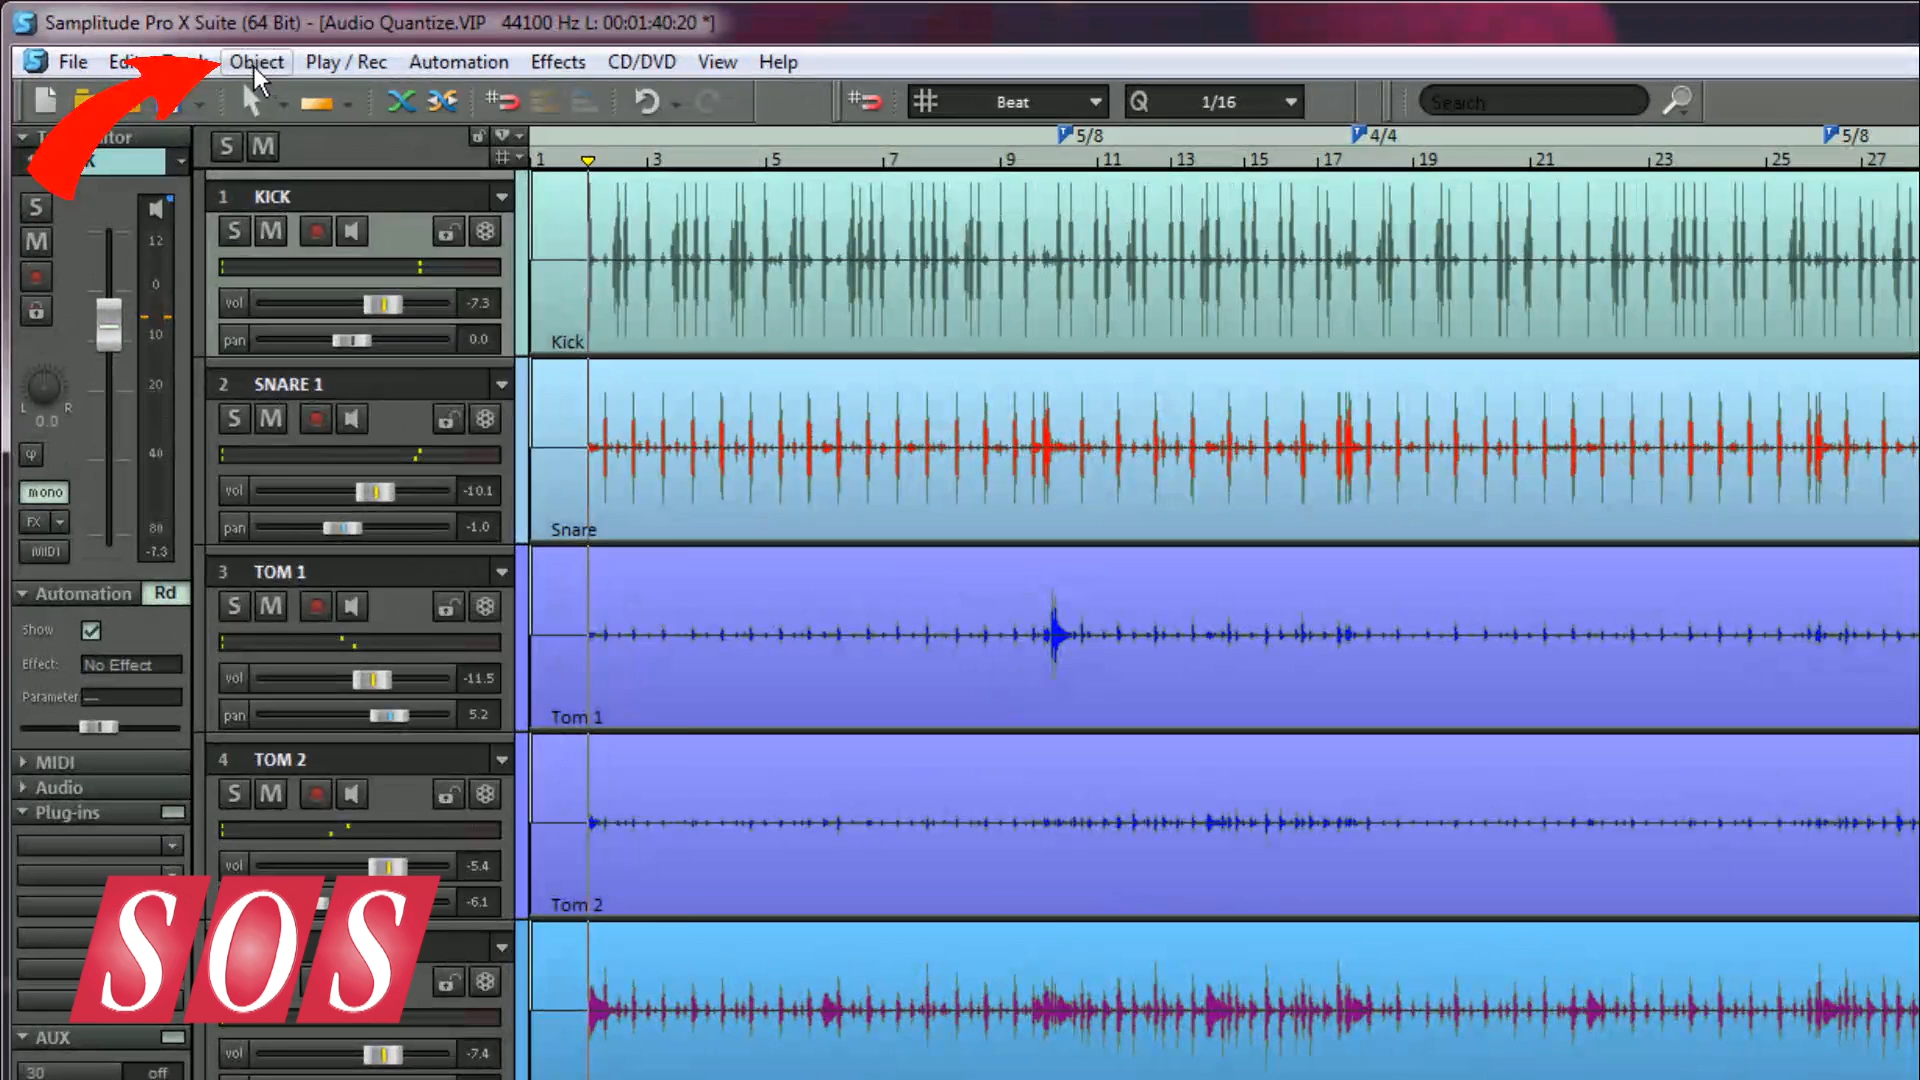 Samplitude Pro X Suite (64 Bit) - [Audio Quantize.VIP   44100 Hz L: 00:01:40:20 *]
File Object Play / Rec Automation Effects CD/DVD View Help
Beat Q 1/16 Search
S M 5/8 4/4 5/8
1 3 5 7 9 11 13 15 17 19 21 23 25 27
1 KICK
S M
vol -7.3
pan 0.0
Kick
S
M
12
0
10
20
40
80
-7.3
L R
0.0
φ
mono
FX
MIDI
2 SNARE 1
S M
vol -10.1
pan -1.0
Snare
3 TOM 1
S M
vol -11.5
pan 5.2
Tom 1
Automation Rd
Show
Effect: No Effect
Parameter —
MIDI
Audio
Plug-ins
4 TOM 2
S M
vol -5.4
-6.1
Tom 2
SOS
vol -7.4
AUX
30 off